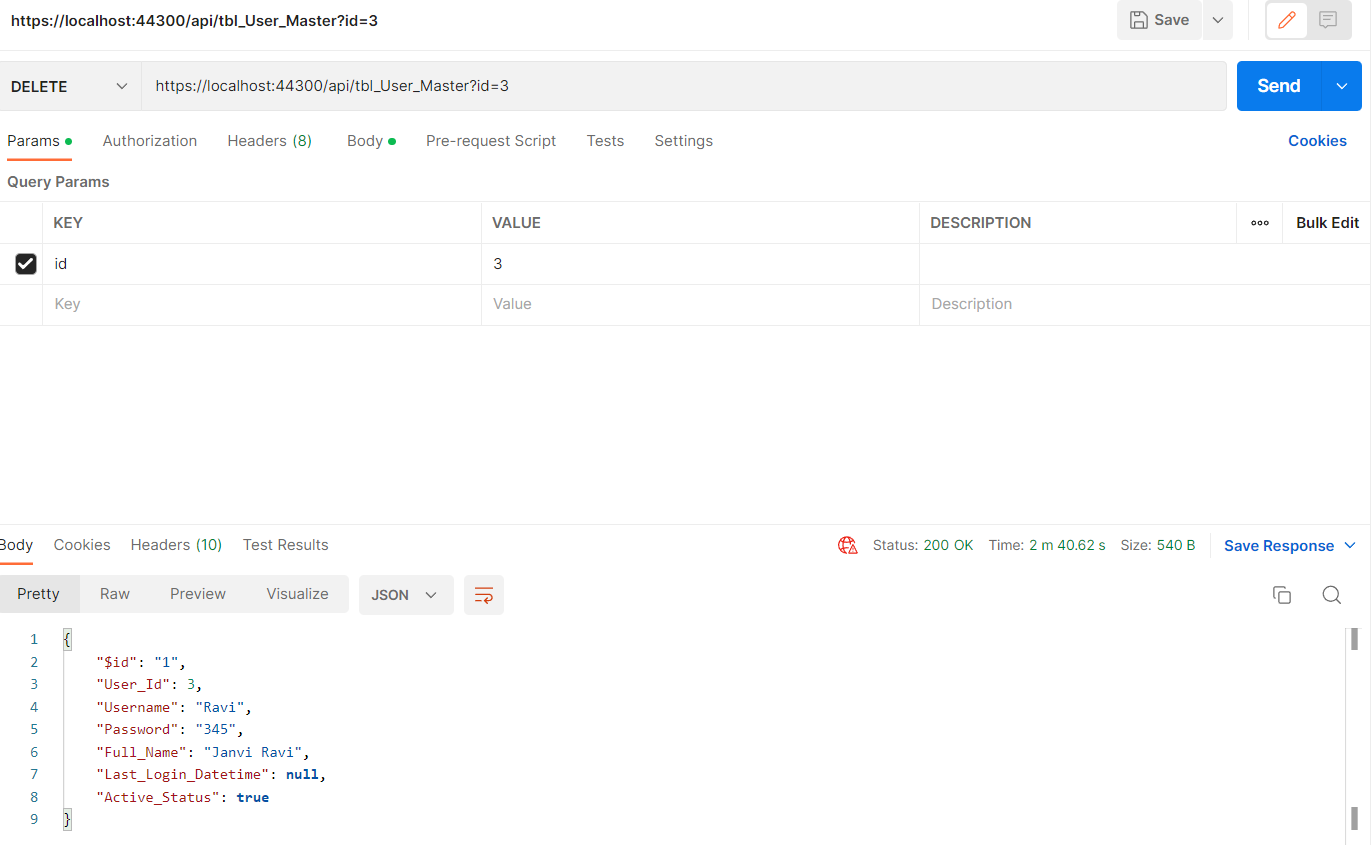 https://localhost:44300/api/tbl_User_Master?id=3 Save
DELETE https://localhost:44300/api/tbl_User_Master?id=3 Send
Params Authorization Headers (8) Body Pre-request Script Tests Settings Cookies
Query Params
KEY VALUE DESCRIPTION Bulk Edit
id 3
Key Value Description
Body Cookies Headers (10) Test Results Status: 200 OK Time: 2 m 40.62 s Size: 540 B Save Response
Pretty Raw Preview Visualize JSON
1 {
2 "$id": "1",
3 "User_Id": 3,
4 "Username": "Ravi",
5 "Password": "345",
6 "Full_Name": "Janvi Ravi",
7 "Last_Login_Datetime": null,
8 "Active_Status": true
9 }